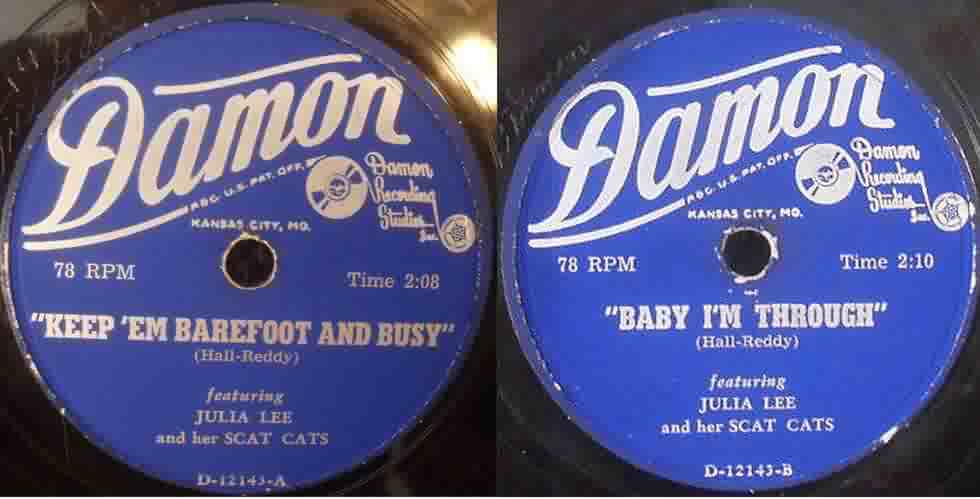 Damon
REG. U.S. PAT. OFF.
Damon
Recording
Studios
Inc.
KANSAS CITY, MO.
78 RPM
Time 2:08
"KEEP 'EM BAREFOOT AND BUSY"
(Hall-Reddy)
featuring
JULIA LEE
and her SCAT CATS
D-12143-A
Damon
REG. U.S. PAT. OFF.
Damon
Recording
Studios
Inc.
KANSAS CITY, MO.
78 RPM
Time 2:10
"BABY I'M THROUGH"
(Hall-Reddy)
featuring
JULIA LEE
and her SCAT CATS
D-12143-B